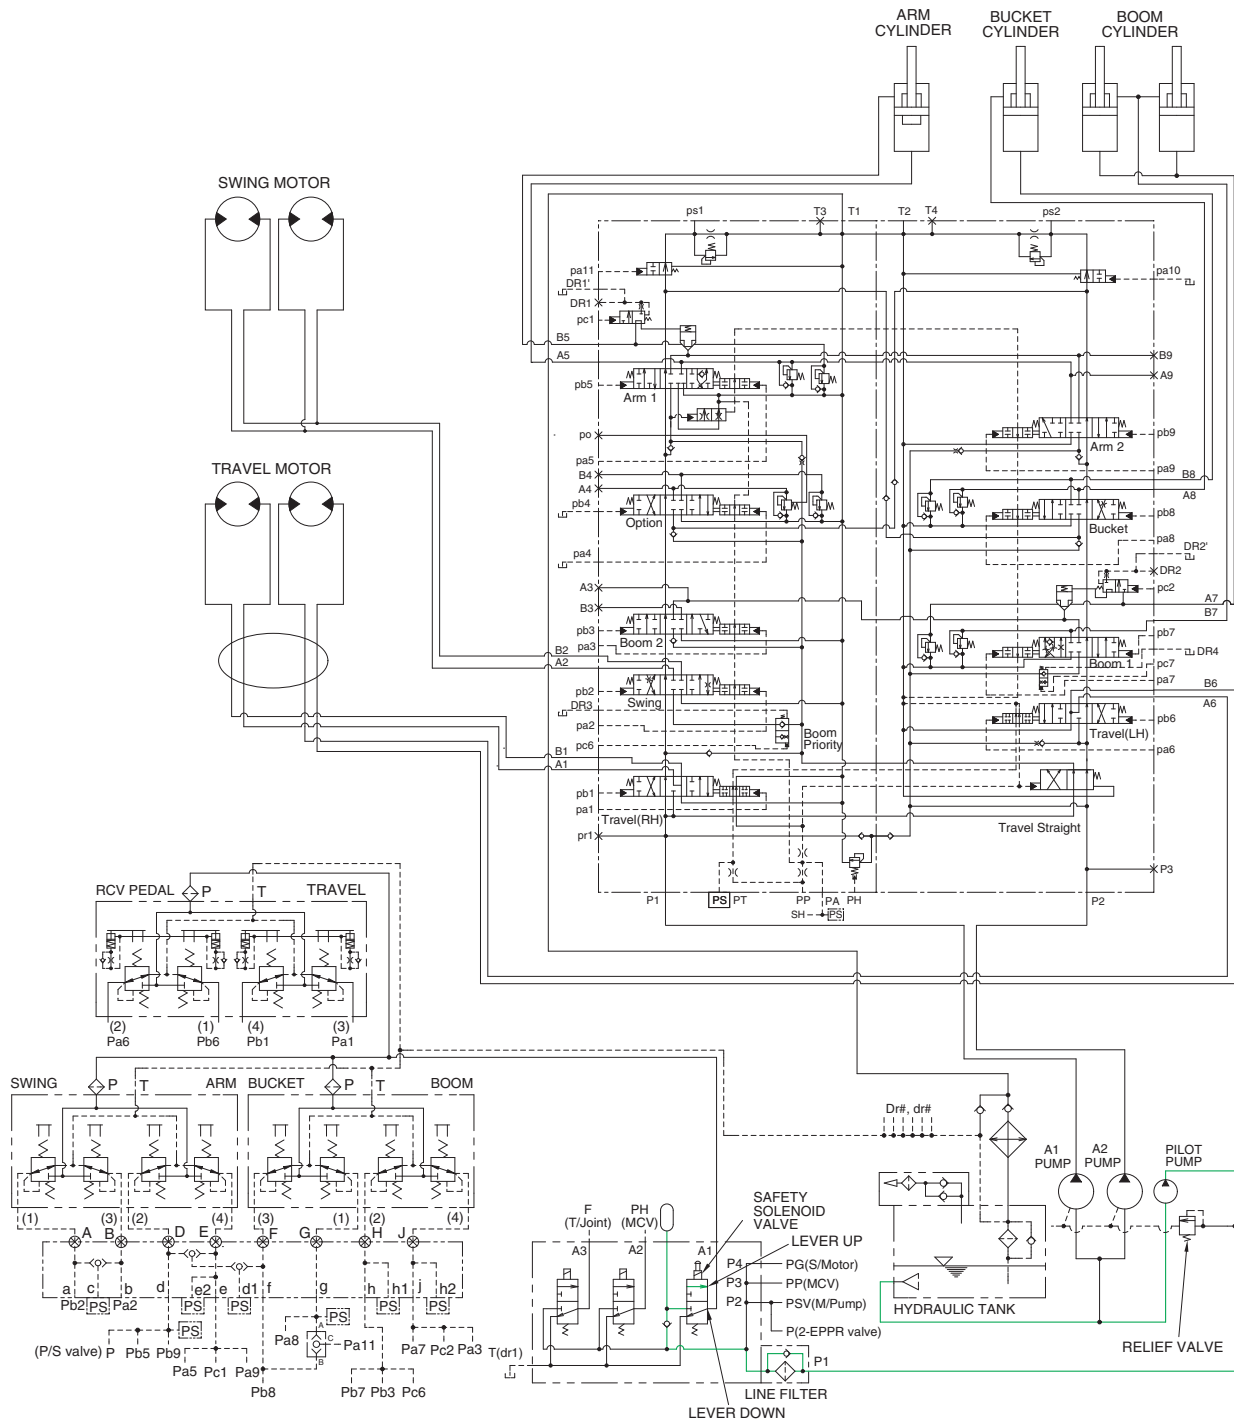 ARM
CYLINDER
BUCKET
CYLINDER
BOOM
CYLINDER
SWING MOTOR
TRAVEL MOTOR
ps1
T3
T1
T2
T4
ps2
pa11
DR1'
DR1
pc1
B5
A5
pb5
Arm 1
po
pa5
B4
A4
pb4
Option
pa4
A3
B3
pb3
Boom 2
pa3
B2
A2
pb2
Swing
DR3
pa2
Boom
Priority
pc6
B1
A1
pb1
pa1
Travel(RH)
pr1
pa10
B9
A9
pb9
Arm 2
pa9
B8
A8
pb8
Bucket
pa8
DR2'
DR2
pc2
A7
B7
pb7
Boom 1
DR4
pc7
pa7
B6
A6
pb6
Travel(LH)
pa6
Travel Straight
P3
P1
PS
PT
PP
PA
PH
P2
SH
PS
RCV PEDAL
P
T
TRAVEL
(2)
(1)
(4)
(3)
Pa6
Pb6
Pb1
Pa1
SWING
P
T
ARM
BUCKET
P
T
BOOM
(1)
(3)
(2)
(4)
(3)
(1)
(2)
(4)
A
B
D
E
F
G
H
J
a
c
b
d
e2
e
d1
f
g
h
h1
j
h2
Pb2
PS
Pa2
PS
PS
PS
PS
PS
PS
(P/S valve)
P
Pb5
Pb9
Pa5
Pc1
Pa9
Pb8
Pa8
A
C
B
Pa11
Pb7
Pb3
Pc6
Pa7
Pc2
Pa3
Dr#, dr#
A1
PUMP
A2
PUMP
PILOT
PUMP
HYDRAULIC TANK
RELIEF VALVE
F
(T/Joint)
PH
(MCV)
SAFETY
SOLENOID
VALVE
LEVER UP
A3
A2
A1
P4
PG(S/Motor)
P3
PP(MCV)
P2
PSV(M/Pump)
P(2-EPPR valve)
T(dr1)
P1
LINE FILTER
LEVER DOWN